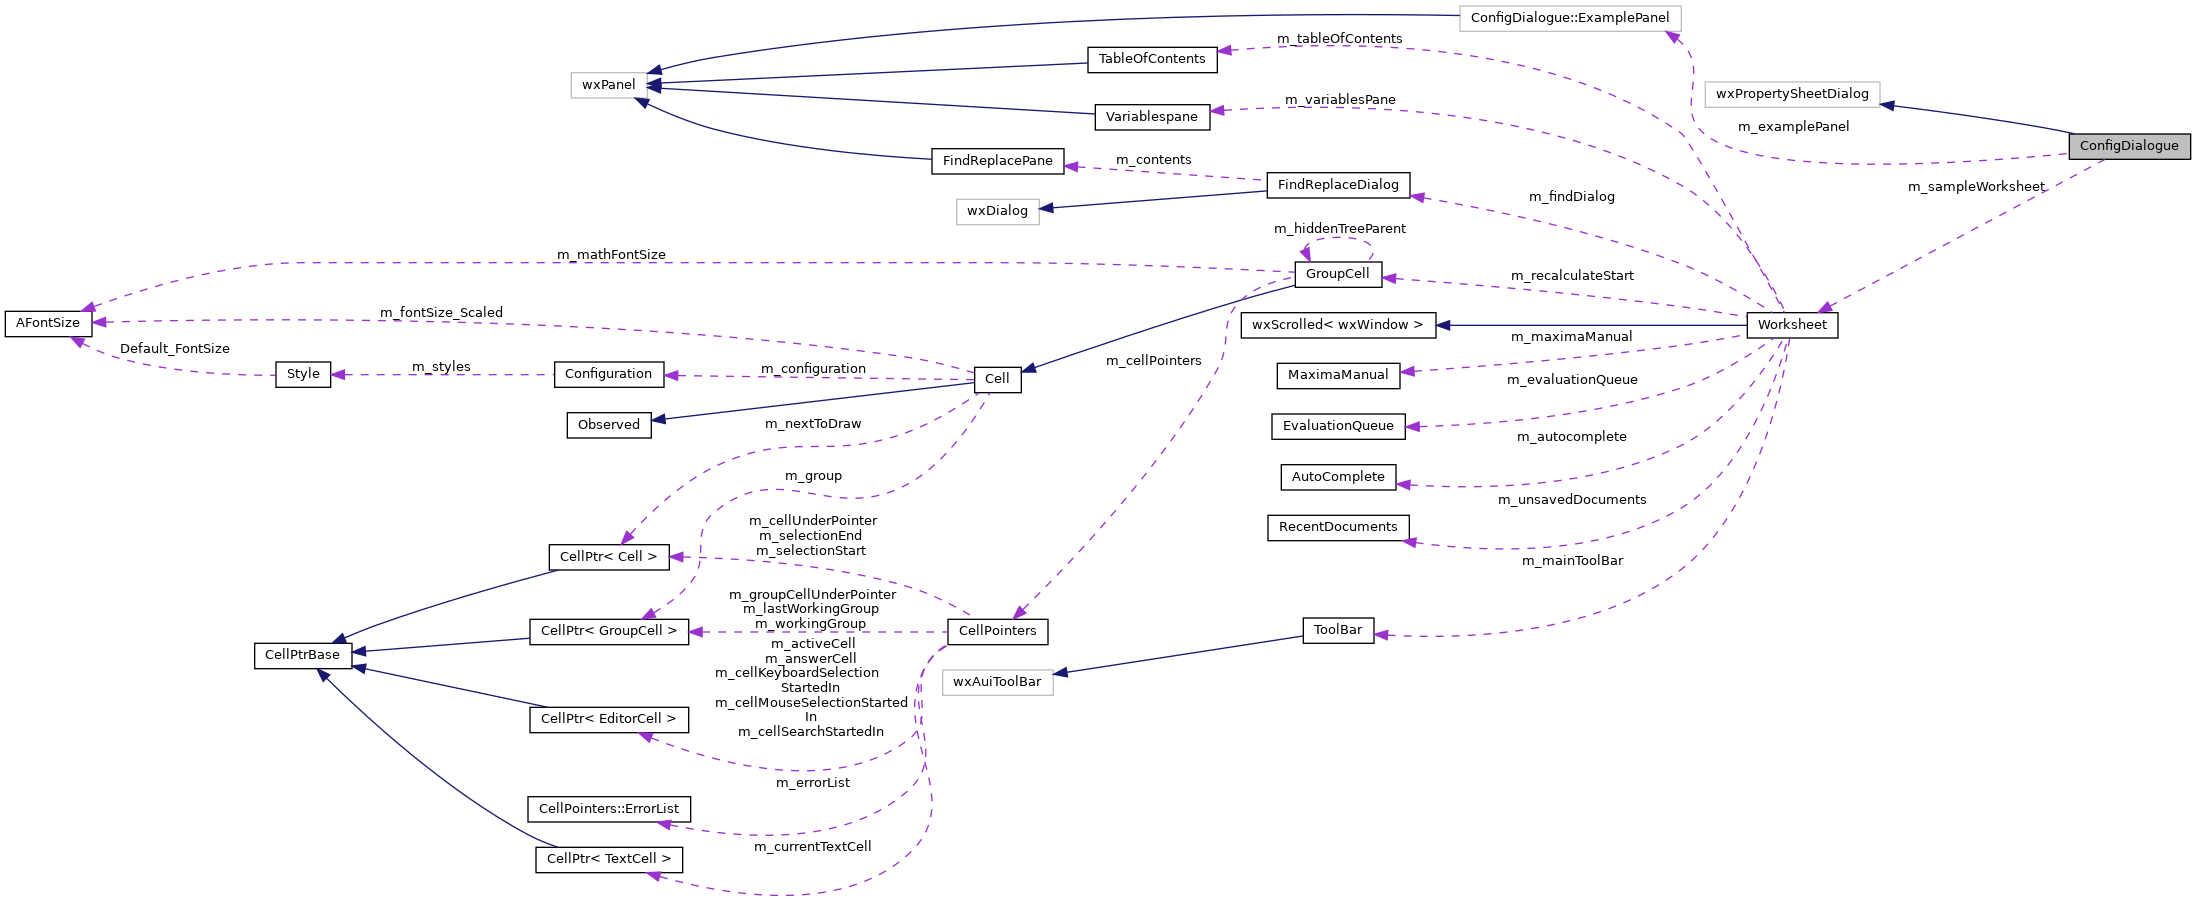 ConfigDialogue::ExamplePanel
m_tableOfContents
TableOfContents
wxPanel
wxPropertySheetDialog
m_variablesPane
Variablespane
m_examplePanel
ConfigDialogue
FindReplacePane
m_contents
FindReplaceDialog
m_sampleWorksheet
m_findDialog
wxDialog
m_hiddenTreeParent
m_mathFontSize
GroupCell
m_recalculateStart
m_fontSize_Scaled
AFontSize
wxScrolled< wxWindow >
Worksheet
m_maximaManual
Default_FontSize
m_cellPointers
m_styles
Style
Configuration
m_configuration
Cell
MaximaManual
m_evaluationQueue
Observed
m_nextToDraw
EvaluationQueue
m_autocomplete
m_group
AutoComplete
m_unsavedDocuments
m_cellUnderPointer
m_selectionEnd
m_selectionStart
RecentDocuments
CellPtr< Cell >
m_mainToolBar
m_groupCellUnderPointer
m_lastWorkingGroup
m_workingGroup
CellPtr< GroupCell >
CellPointers
ToolBar
CellPtrBase
m_activeCell
m_answerCell
m_cellKeyboardSelection
StartedIn
m_cellMouseSelectionStarted
In
m_cellSearchStartedIn
wxAuiToolBar
CellPtr< EditorCell >
m_errorList
CellPointers::ErrorList
m_currentTextCell
CellPtr< TextCell >